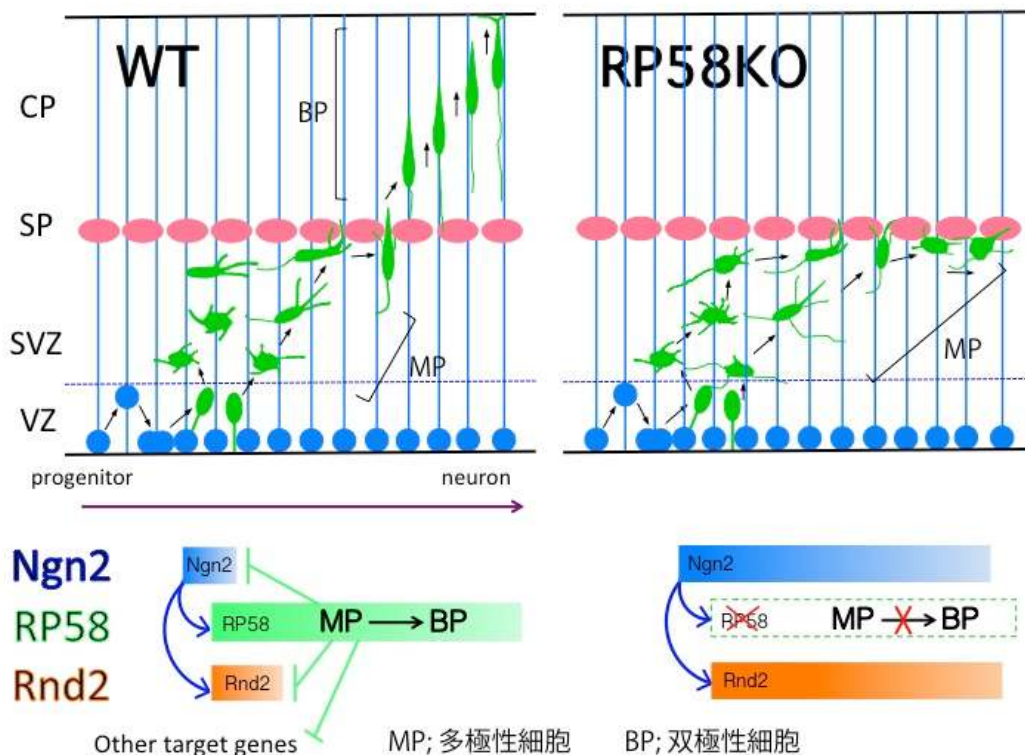 WT
RP58KO
CP
BP
SP
SVZ
MP
MP
VZ
progenitor
neuron
Ngn2
Ngn2
Ngn2
RP58
RP58
MP
BP
RP58
MP
BP
Rnd2
Rnd2
Rnd2
Other target genes
MP; 多極性細胞
BP; 双極性細胞